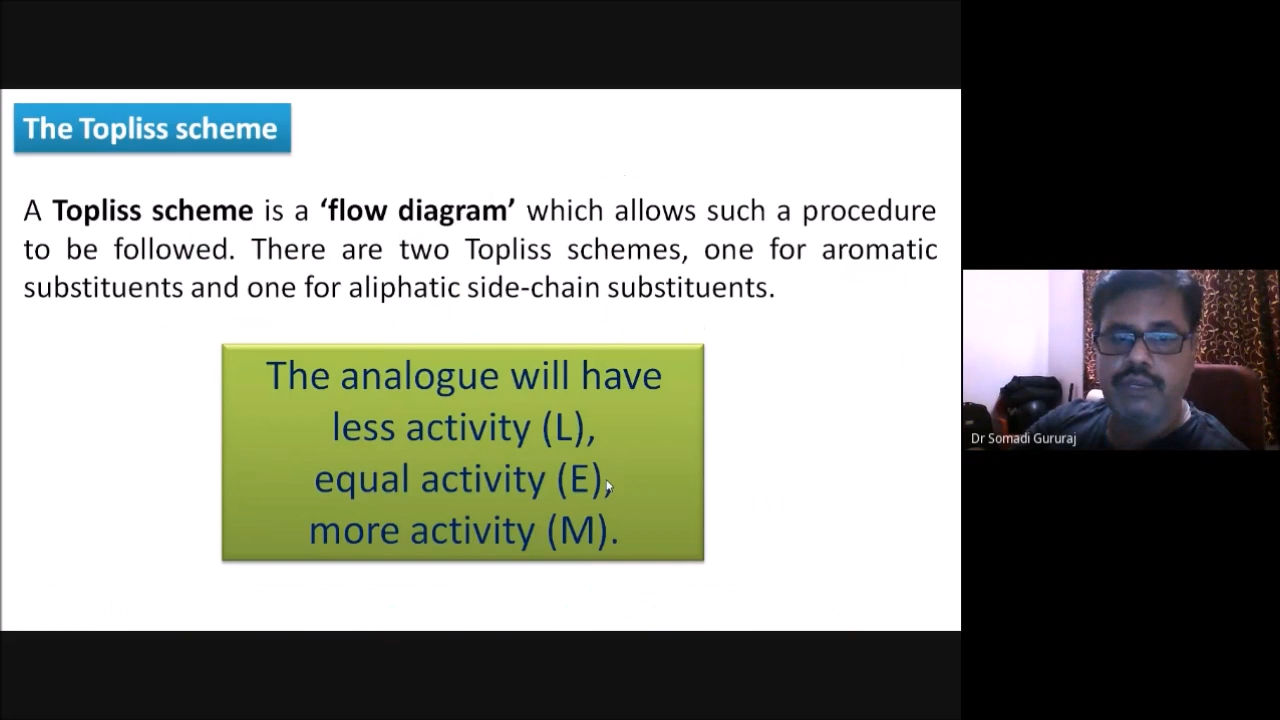 The Topliss scheme
A Topliss scheme is a ‘flow diagram’ which allows such a procedure
to be followed. There are two Topliss schemes, one for aromatic
substituents and one for aliphatic side-chain substituents.
The analogue will have
less activity (L),
equal activity (E),
more activity (M).
Dr Somadi Gururaj